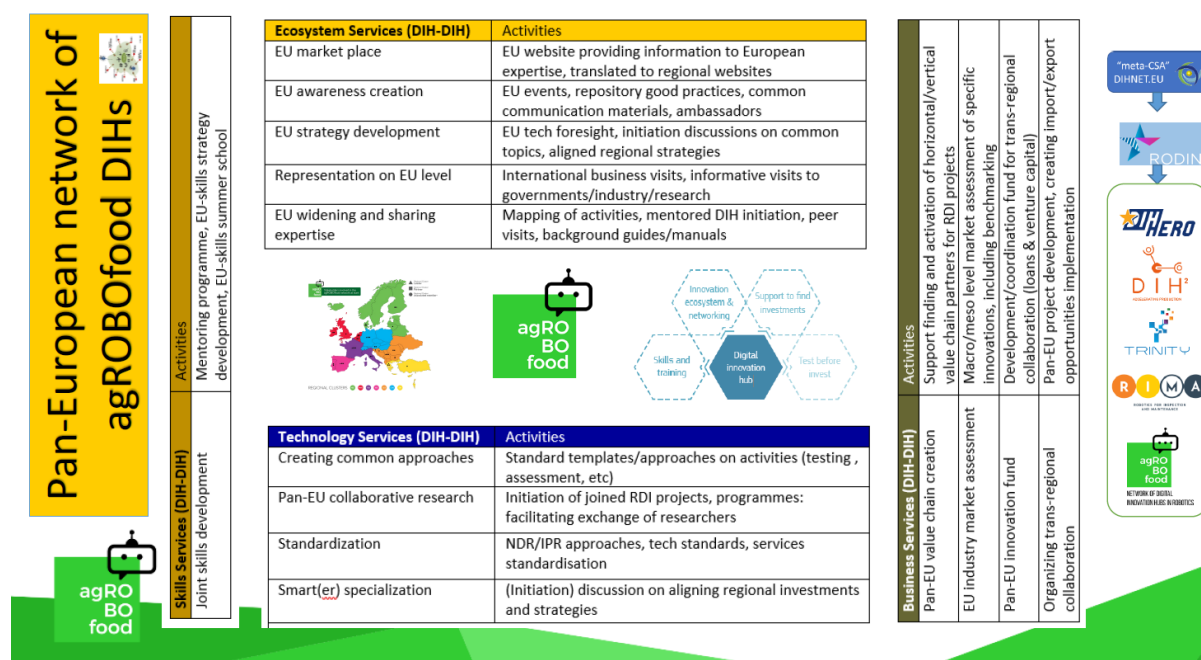 Pan-European network of
agROBOfood DIHs
agRO
BO
food
Skills Services (DIH-DIH)
Activities
Joint skills development
Mentoring programme, EU-skills strategy
development, EU-skills summer school
Ecosystem Services (DIH-DIH)
Activities
EU market place
EU website providing information to European
expertise, translated to regional websites
EU awareness creation
EU events, repository good practices, common
communication materials, ambassadors
EU strategy development
EU tech foresight, initiation discussions on common
topics, aligned regional strategies
Representation on EU level
International business visits, informative visits to
governments/industry/research
EU widening and sharing
expertise
Mapping of activities, mentored DIH initiation, peer
visits, background guides/manuals
REGIONAL CLUSTERS
agRO
BO
food
Innovation
ecosystem &
networking
Support to find
investments
Skills and
training
Digital
innovation
hub
Test before
invest
Technology Services (DIH-DIH)
Activities
Creating common approaches
Standard templates/approaches on activities (testing ,
assessment, etc)
Pan-EU collaborative research
Initiation of joined RDI projects, programmes:
facilitating exchange of researchers
Standardization
NDR/IPR approaches, tech standards, services
standardisation
Smart(er) specialization
(Initiation) discussion on aligning regional investments
and strategies
Business Services (DIH-DIH)
Activities
Pan-EU value chain creation
Support finding and activation of horizontal/vertical
value chain partners for RDI projects
EU industry market assessment
Macro/meso level market assessment of specific
innovations, including benchmarking
Pan-EU innovation fund
Development/coordination fund for trans-regional
collaboration (loans & venture capital)
Organizing trans-regional
collaboration
Pan-EU project development, creating import/export
opportunities implementation
"meta-CSA"
DIHNET.EU
RODIN
DIH
HERO
DIH²
TRINITY
RIMA
ROBOTICS FOR INSPECTION
AND MAINTENANCE
agRO
BO
food
NETWORK OF DIGITAL
INNOVATION HUBS IN ROBOTICS